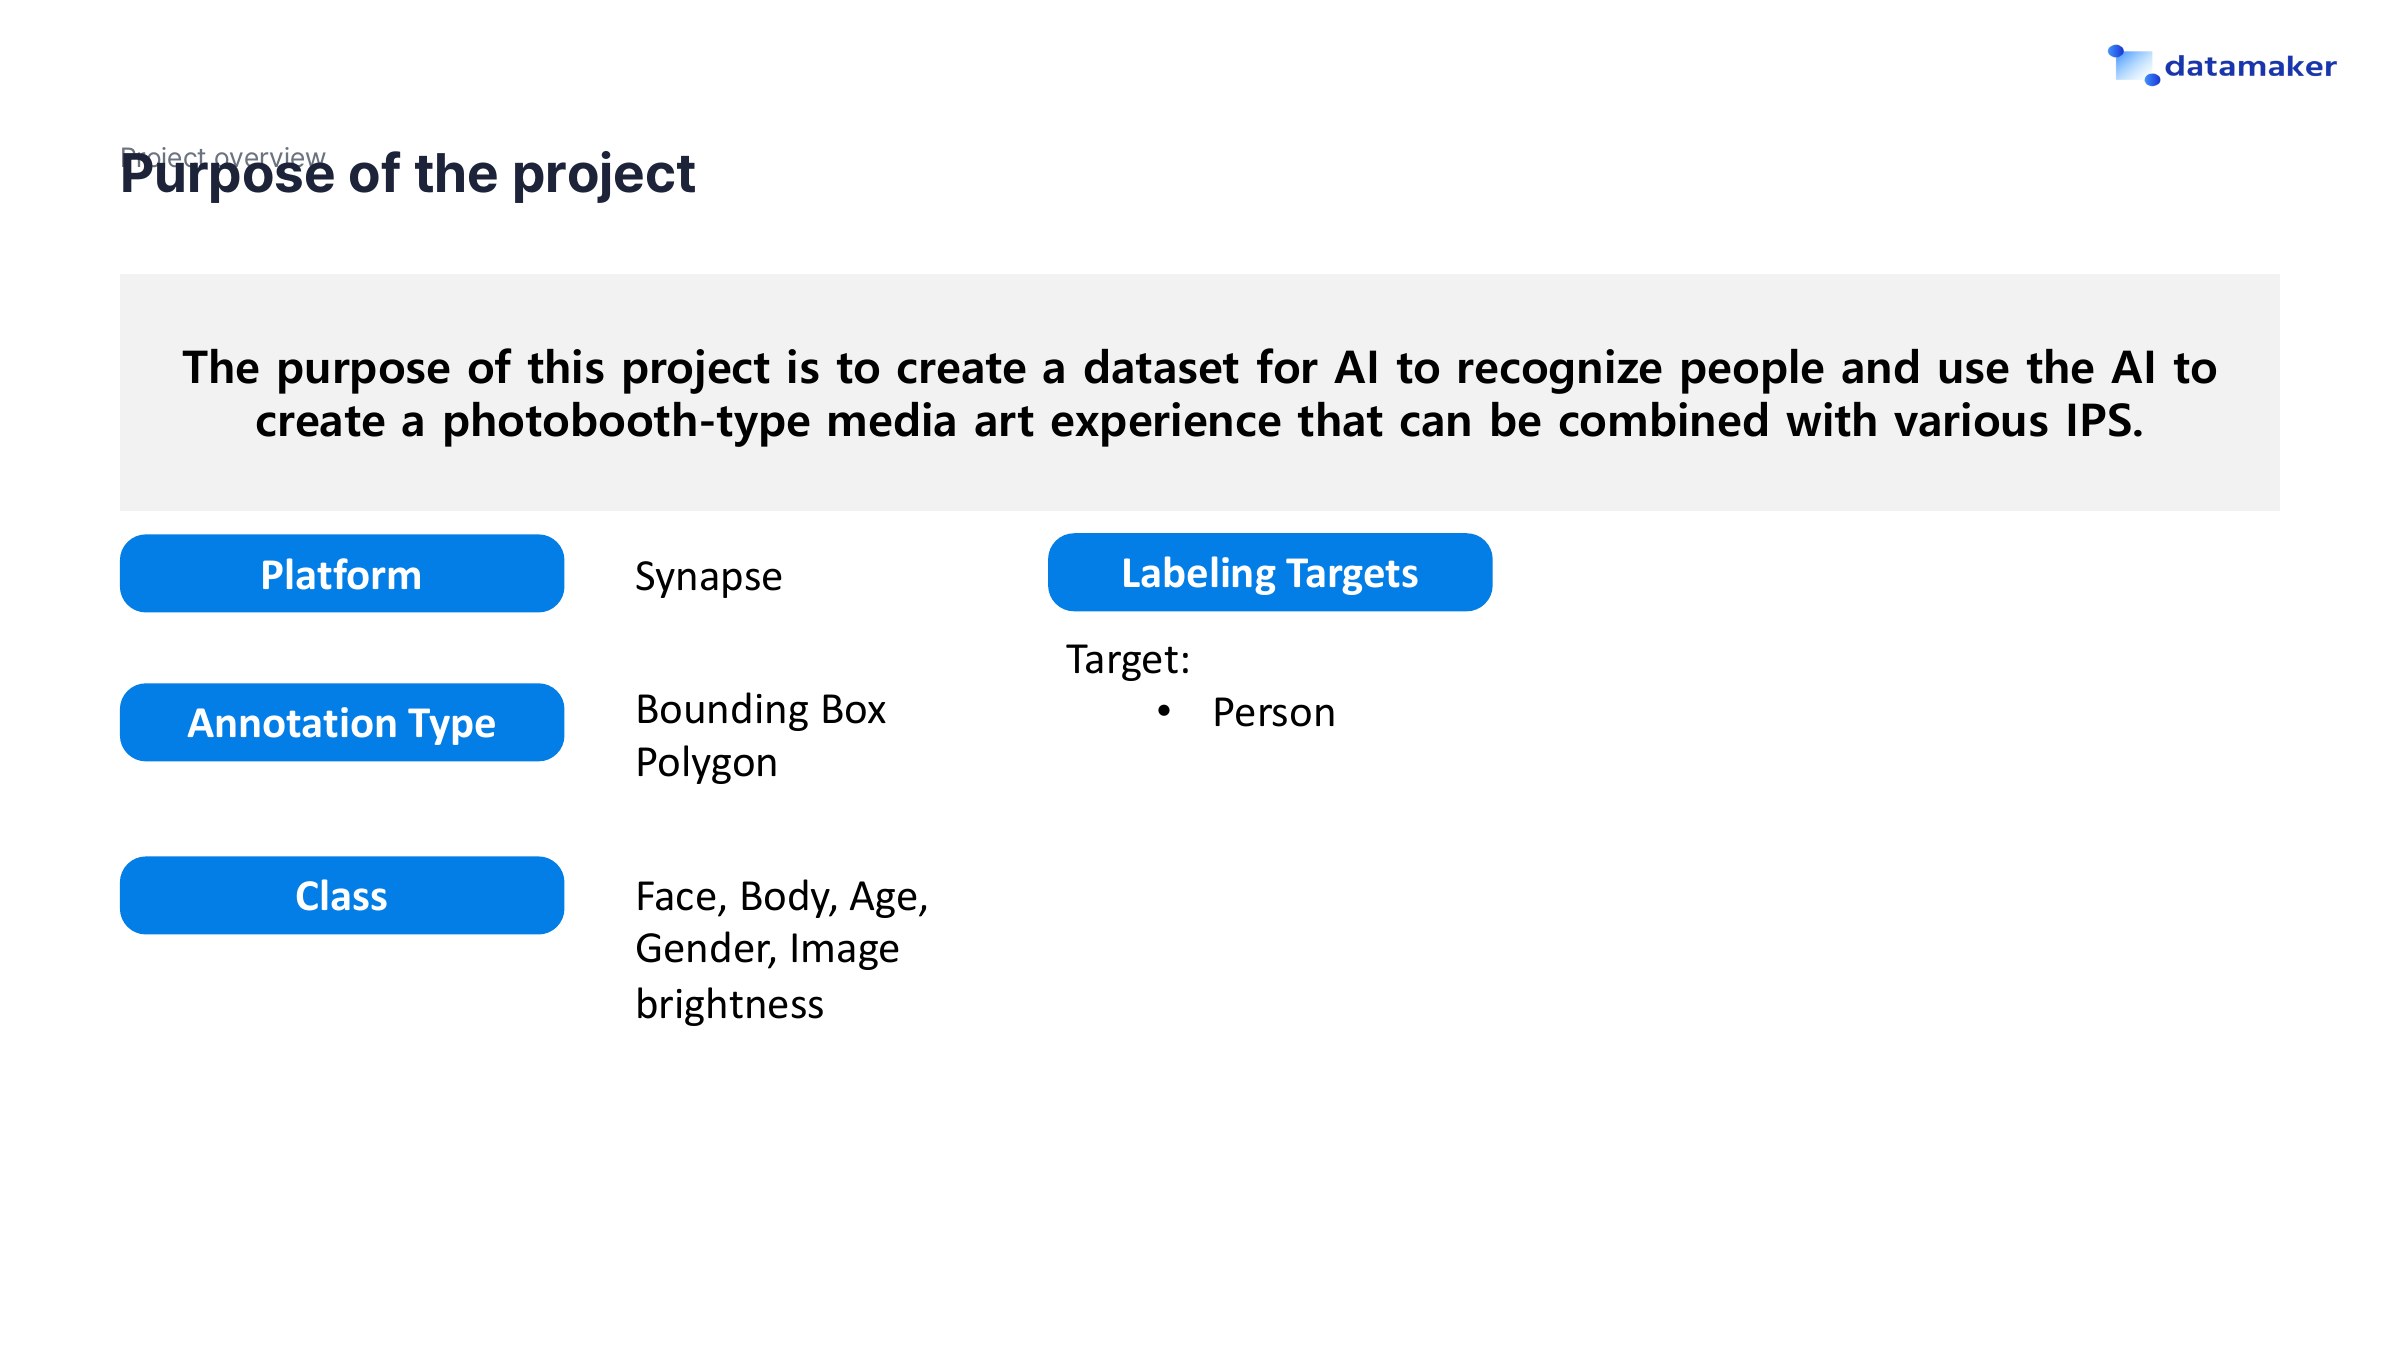 datamaker
Project overview
Purpose of the project
The purpose of this project is to create a dataset for AI to recognize people and use the AI to
create a photobooth-type media art experience that can be combined with various IPS.
Platform
Synapse
Annotation Type
Bounding Box
Polygon
Class
Face, Body, Age,
Gender, Image
brightness
Labeling Targets
Target:
• Person